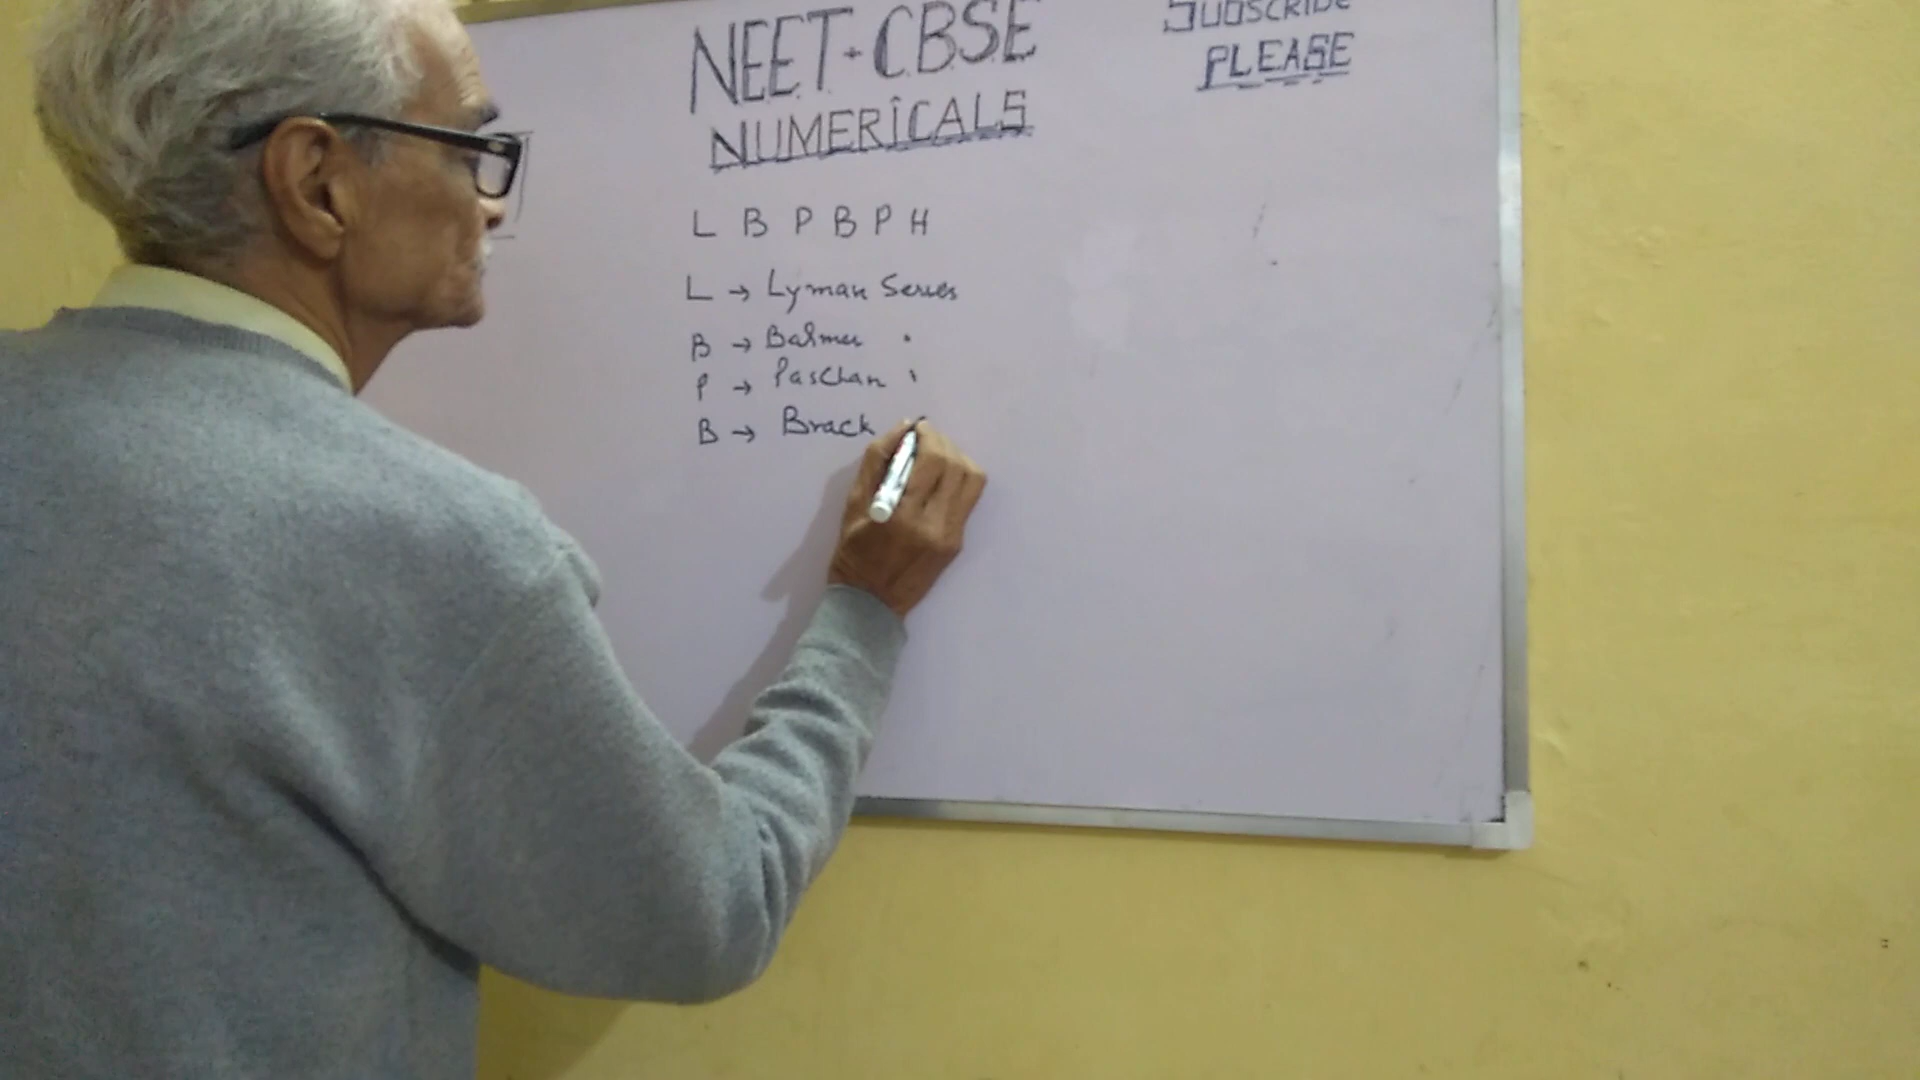 NEET-CBSE
NUMERICALS
SUBSCRIBE
PLEASE
L B P B P H
L → Lyman Series
B → Balmer "
P → Paschan "
B → Brack